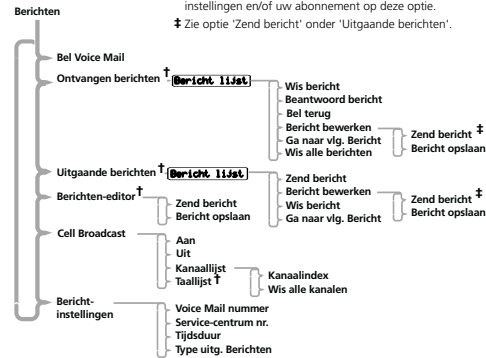 instellingen en/of uw abonnement op deze optie.
‡ Zie optie 'Zend bericht' onder 'Uitgaande berichten'.
Berichten
Bel Voice Mail
Ontvangen berichten †
Bericht lijst
Wis bericht
Beantwoord bericht
Bel terug
Bericht bewerken
Ga naar vlg. Bericht
Wis alle berichten
Zend bericht ‡
Bericht opslaan
Uitgaande berichten †
Bericht lijst
Zend bericht
Bericht bewerken
Wis bericht
Ga naar vlg. Bericht
Zend bericht ‡
Bericht opslaan
Berichten-editor †
Zend bericht
Bericht opslaan
Cell Broadcast
Aan
Uit
Kanaallijst
Taallijst †
Kanaalindex
Wis alle kanalen
Bericht-
instellingen
Voice Mail nummer
Service-centrum nr.
Tijdsduur
Type uitg. Berichten